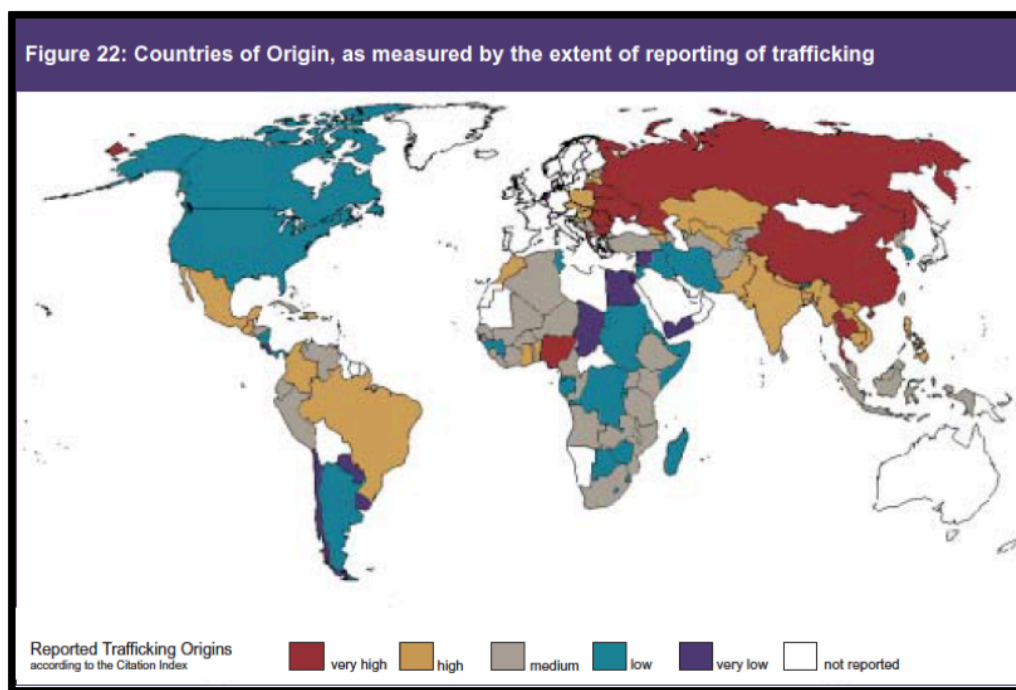 Figure 22: Countries of Origin, as measured by the extent of reporting of trafficking
Reported Trafficking Origins
according to the Citation Index
very high
high
medium
low
very low
not reported